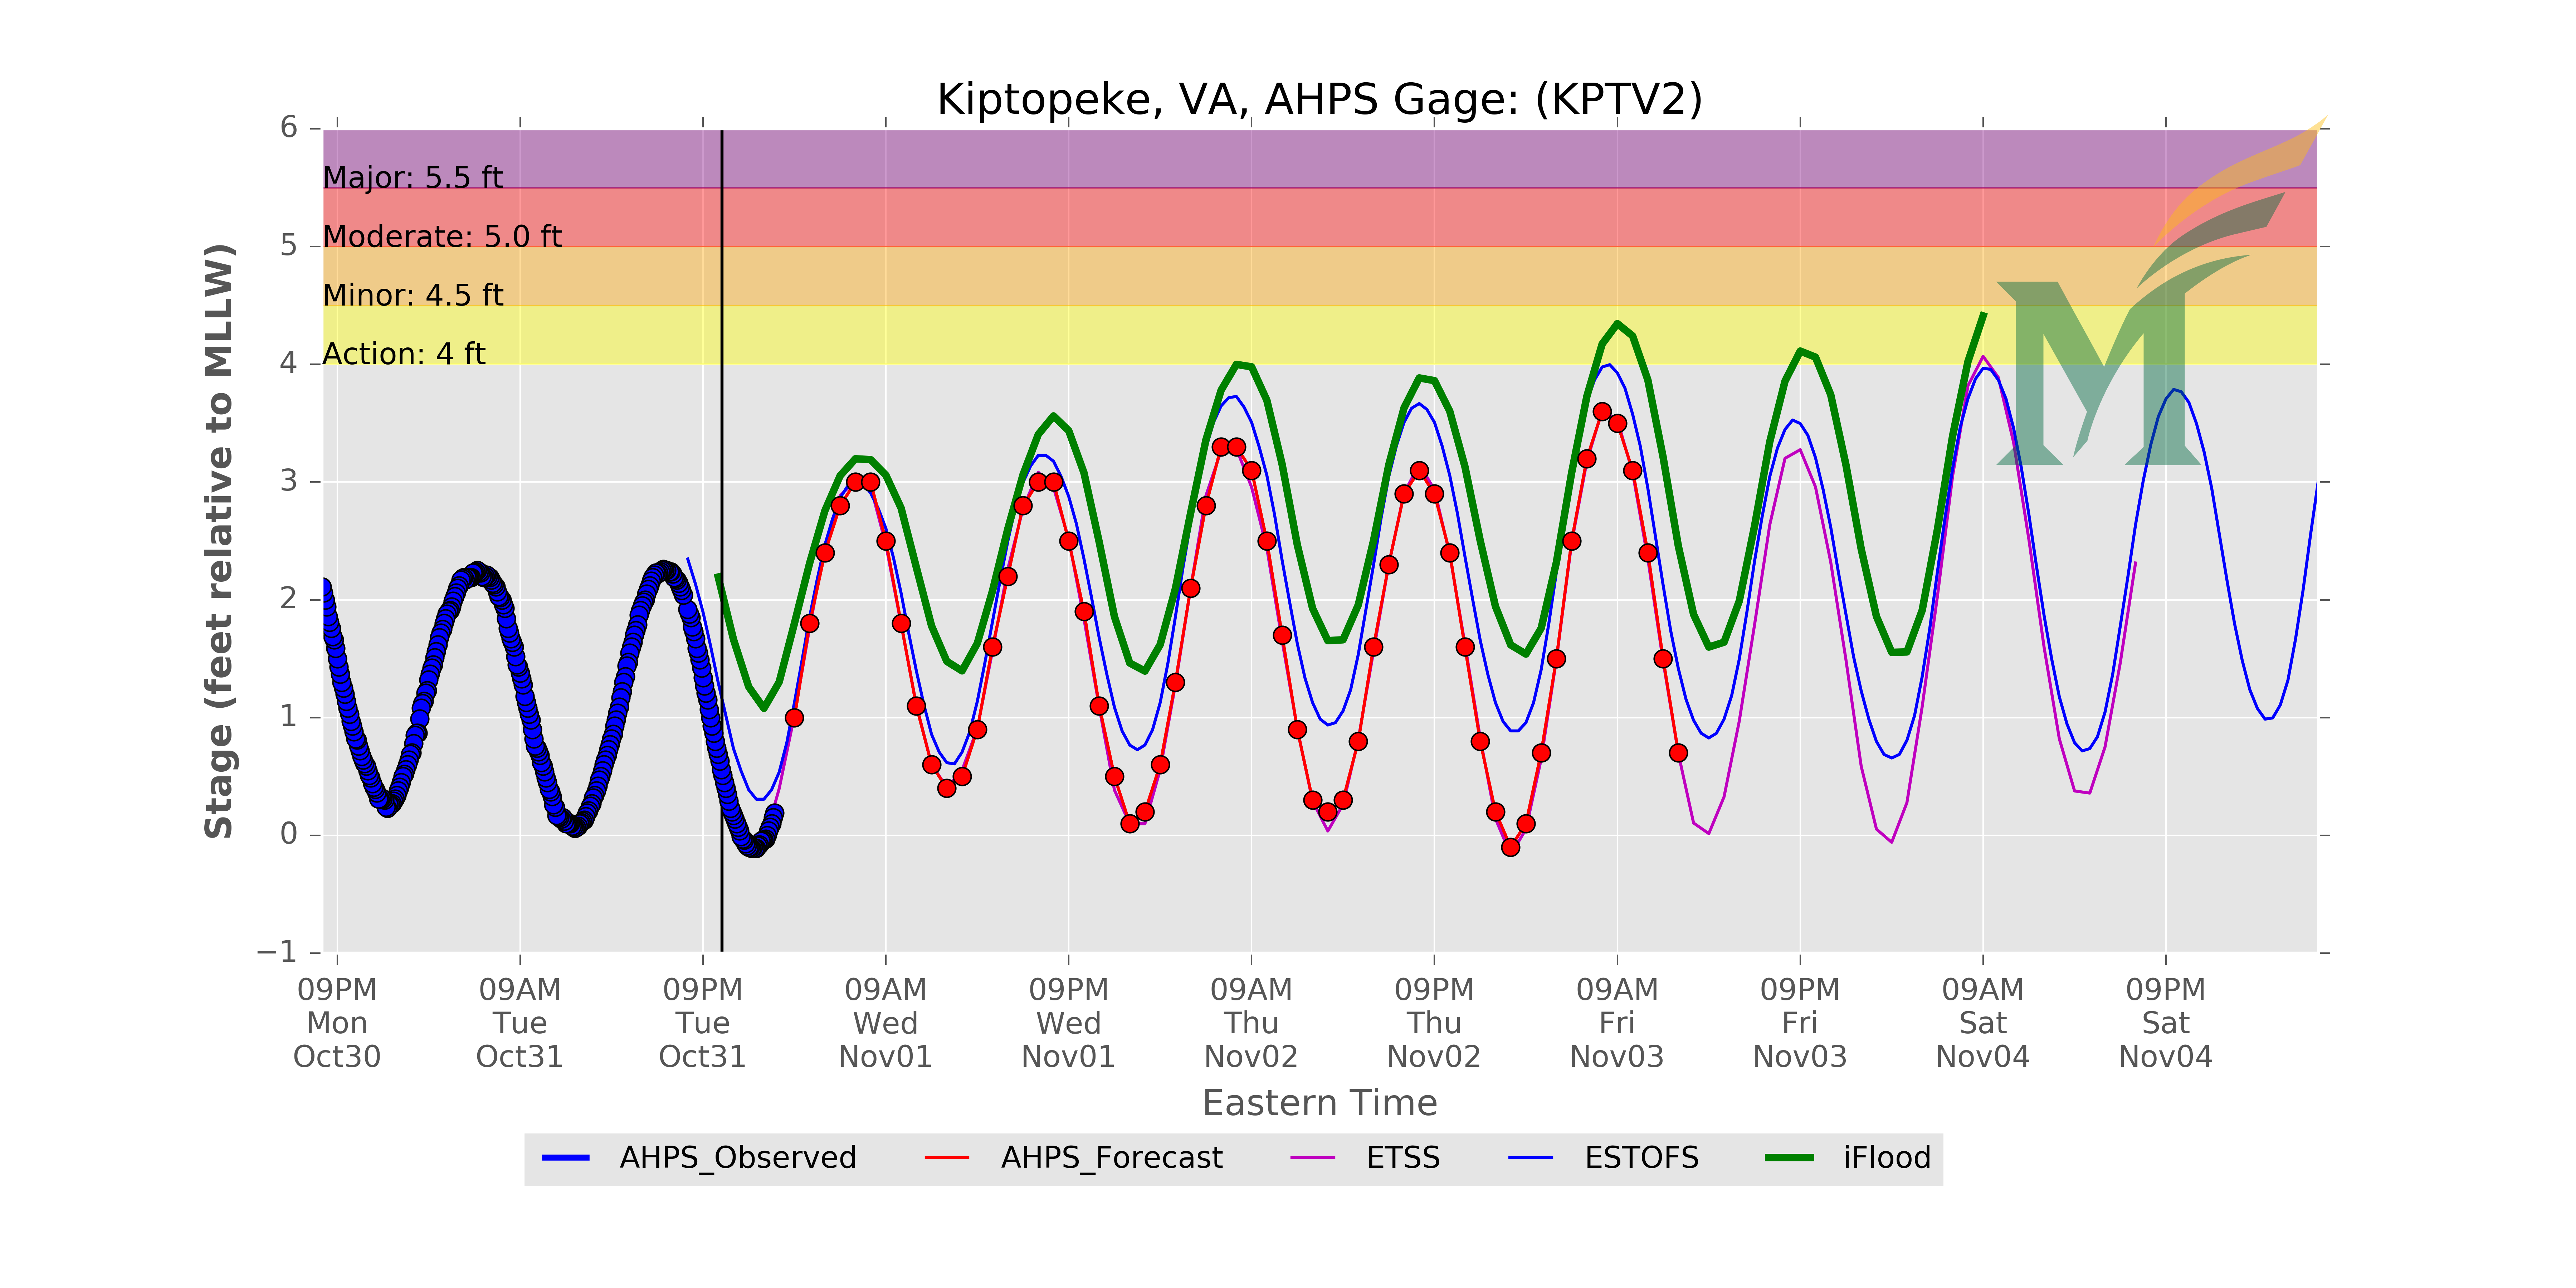 Kiptopeke, VA, AHPS Gage: (KPTV2)
Stage (feet relative to MLLW)
6
5
4
3
2
1
0
−1
Major: 5.5 ft
Moderate: 5.0 ft
Minor: 4.5 ft
Action: 4 ft
M
09PM 09AM 09PM 09AM 09PM 09AM 09PM 09AM 09PM 09AM 09PM
Mon Tue Tue Wed Wed Thu Thu Fri Fri Sat Sat
Oct30 Oct31 Oct31 Nov01 Nov01 Nov02 Nov02 Nov03 Nov03 Nov04 Nov04
Eastern Time
AHPS_Observed AHPS_Forecast ETSS ESTOFS iFlood